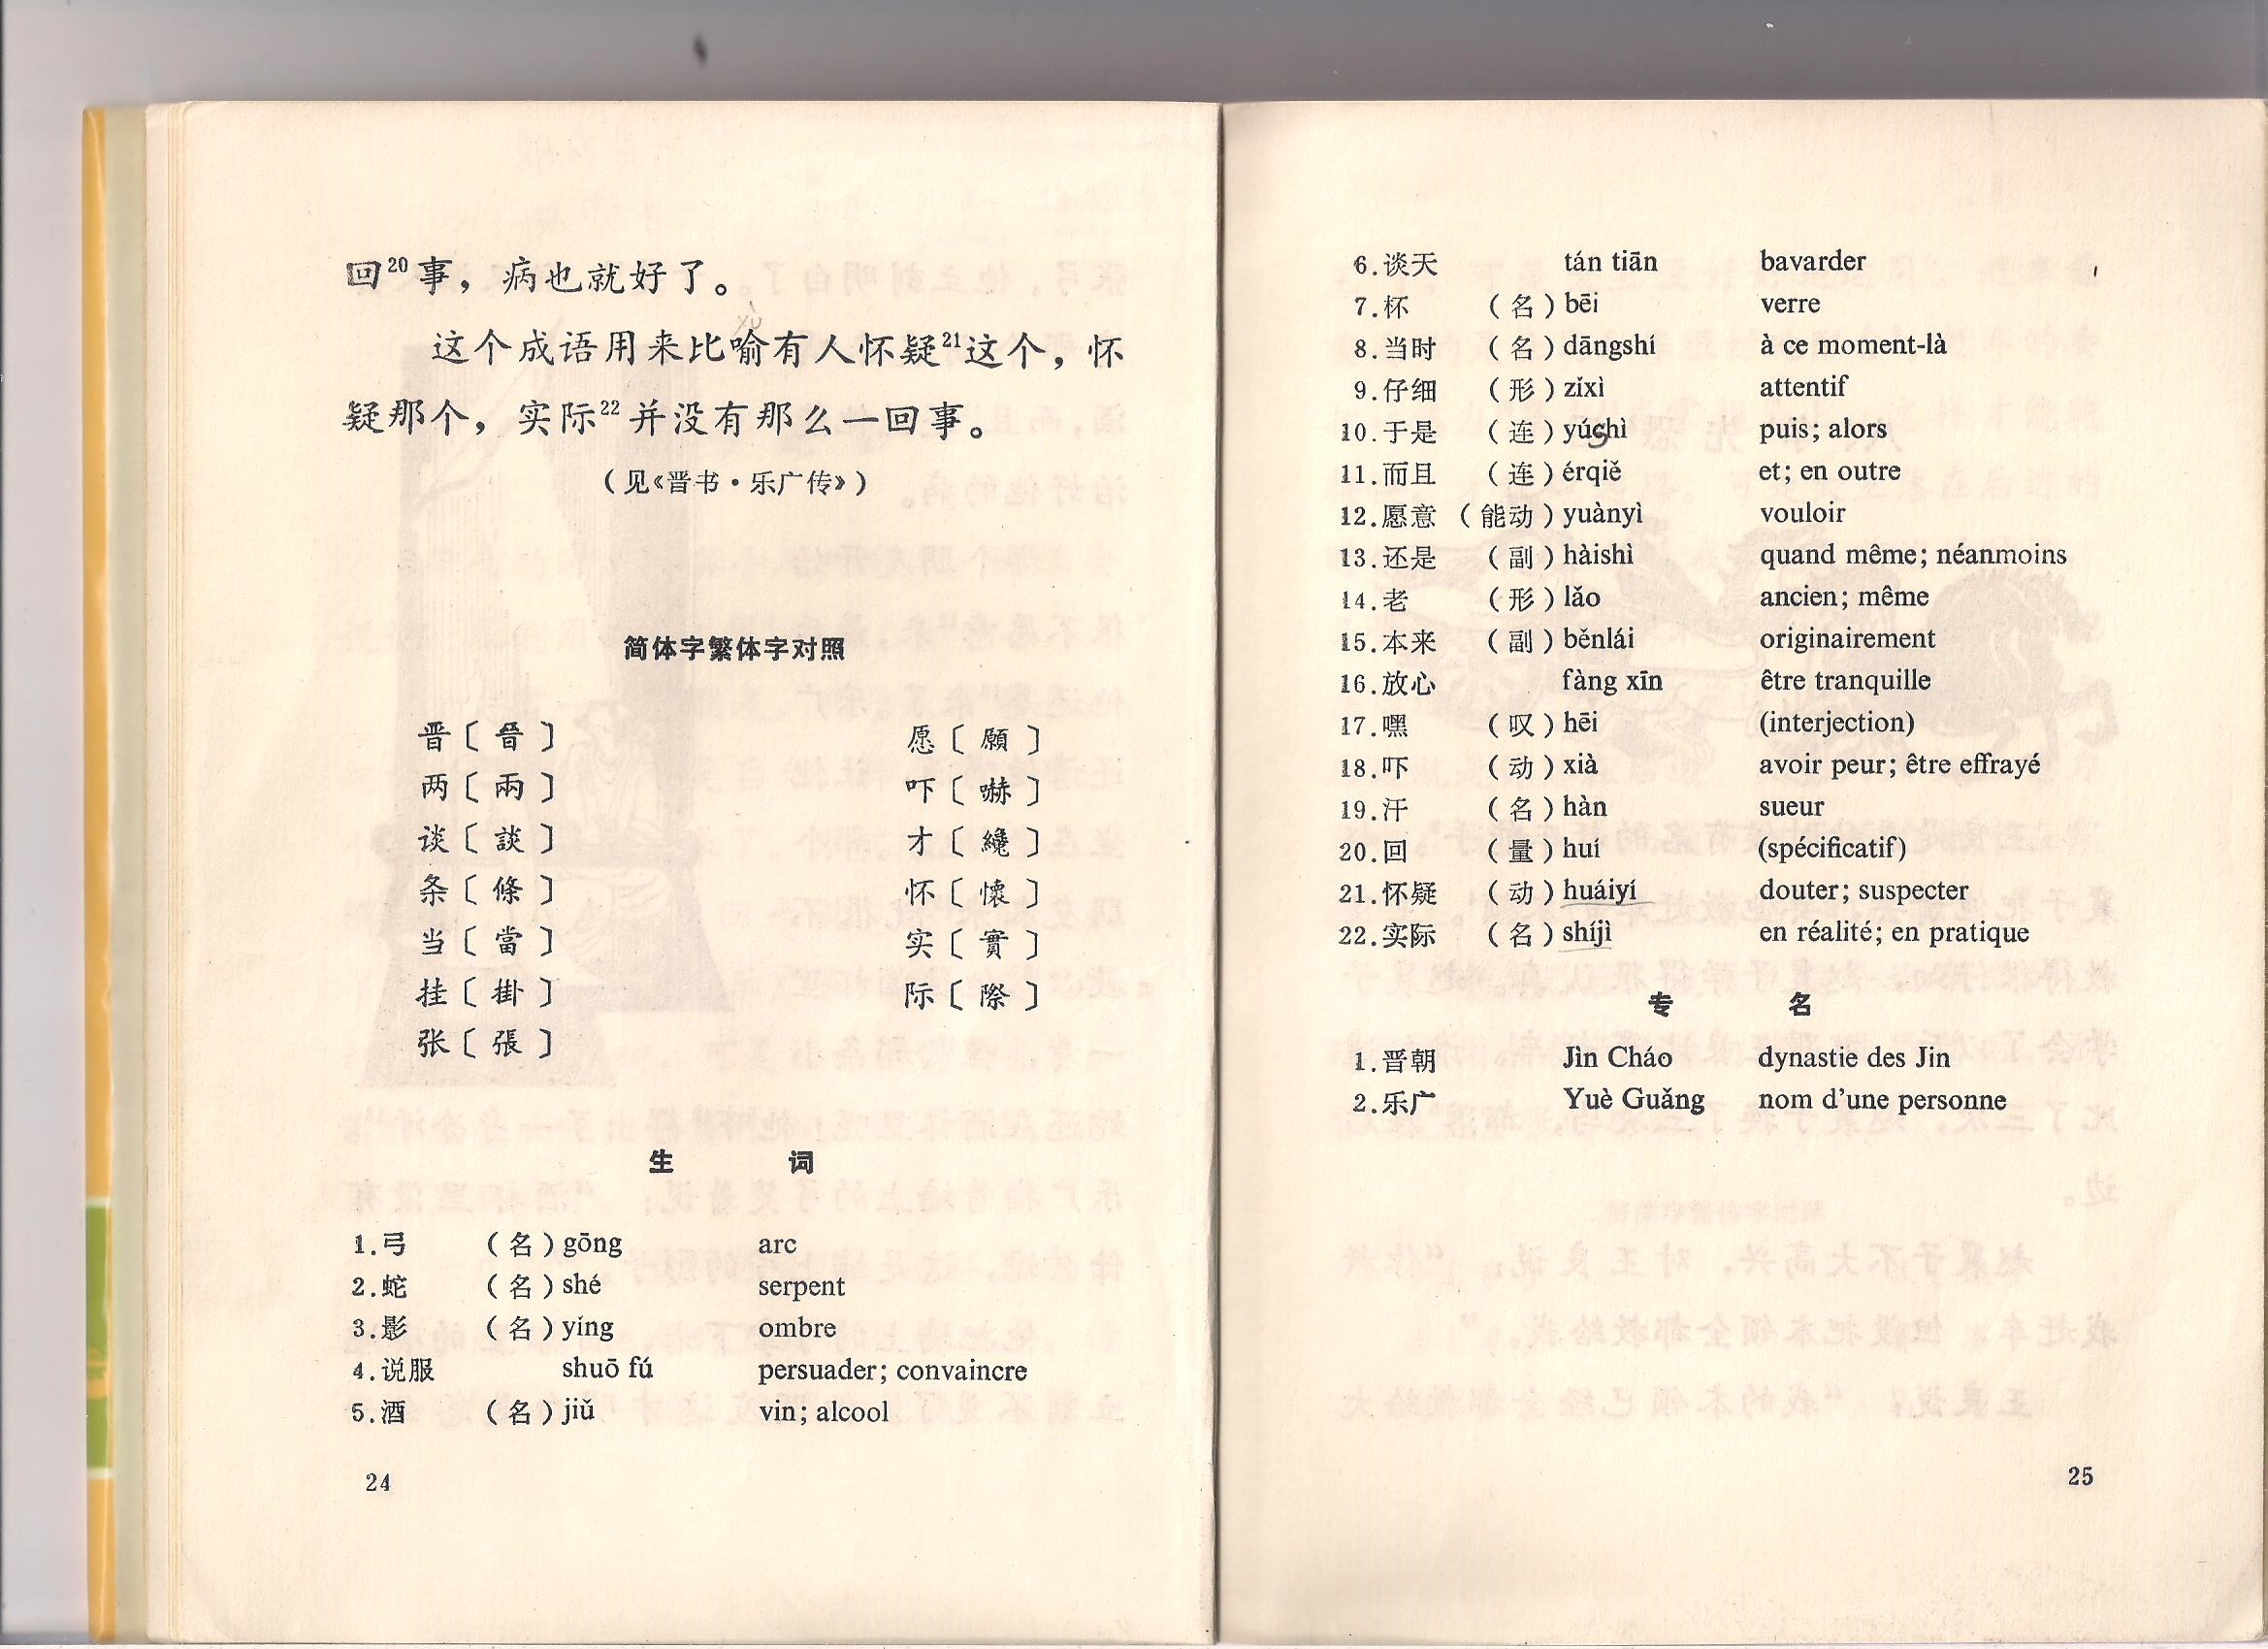 回20事，病也就好了。
这个成语用来比喻有人怀疑21这个，怀
疑那个，实际22并没有那么一回事。
（见《晋书·乐广传》）
简体字繁体字对照
晋〔晉〕
两〔兩〕
谈〔談〕
条〔條〕
当〔當〕
挂〔掛〕
张〔張〕
愿〔願〕
吓〔嚇〕
才〔纔〕
怀〔懷〕
实〔實〕
际〔際〕
生 词
1.弓 （名）gōng arc
2.蛇 （名）shé serpent
3.影 （名）yíng ombre
4.说服 shuō fú persuader; convaincre
5.酒 （名）jiǔ vin; alcool
24
6.谈天 tán tiān bavarder
7.杯 （名）bēi verre
8.当时 （名）dāngshí à ce moment-là
9.仔细 （形）zǐxì attentif
10.于是 （连）yúshì puis; alors
11.而且 （连）érqiě et; en outre
12.愿意 （能动）yuànyì vouloir
13.还是 （副）hàishì quand même; néanmoins
14.老 （形）lǎo ancien; même
15.本来 （副）běnlái originairement
16.放心 fàng xīn être tranquille
17.嘿 （叹）hēi (interjection)
18.吓 （动）xià avoir peur; être effrayé
19.汗 （名）hàn sueur
20.回 （量）huí (spécificatif)
21.怀疑 （动）huáiyí douter; suspecter
22.实际 （名）shíjì en réalité; en pratique
专 名
1.晋朝 Jìn Cháo dynastie des Jin
2.乐广 Yuè Guǎng nom d'une personne
25